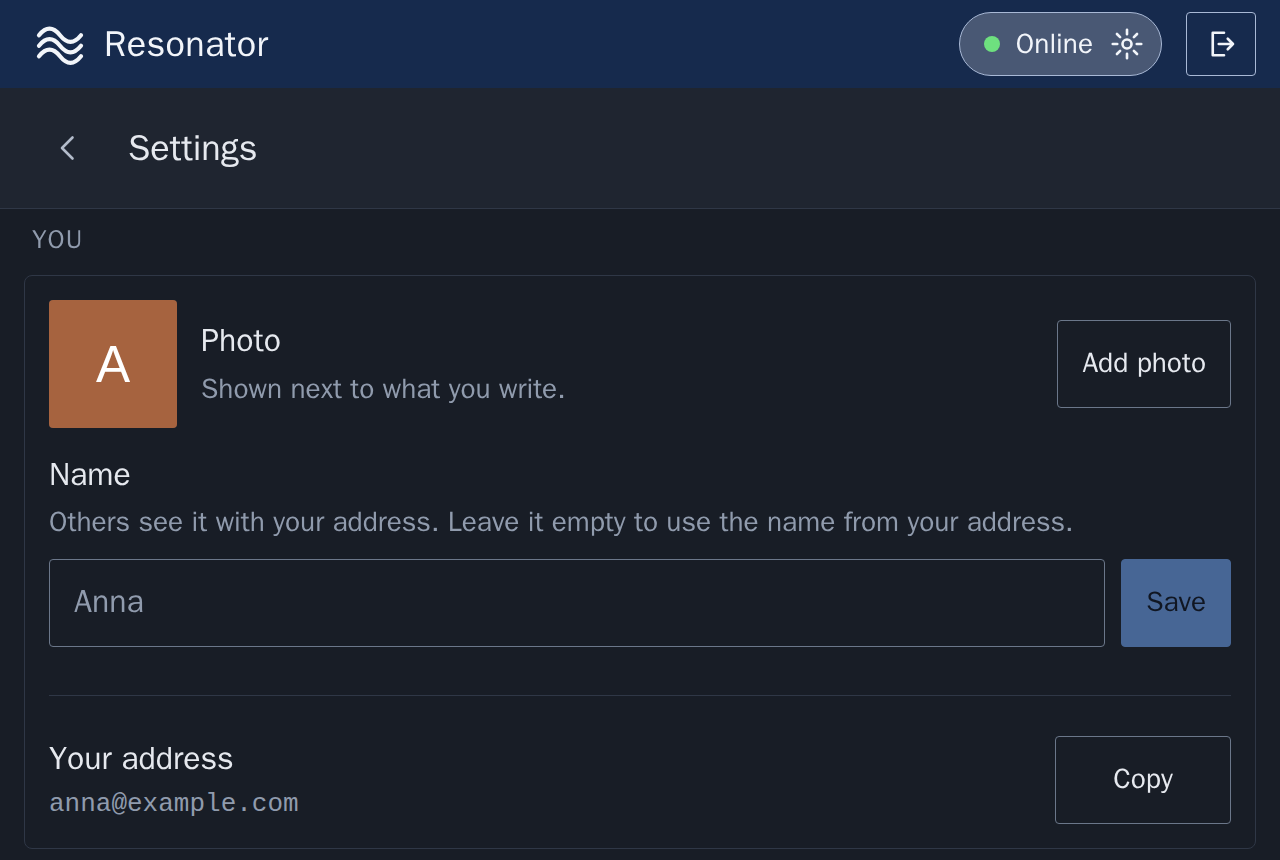 Resonator
Online
Settings
YOU
A
Photo
Shown next to what you write.
Add photo
Name
Others see it with your address. Leave it empty to use the name from your address.
Anna
Save
Your address
anna@example.com
Copy